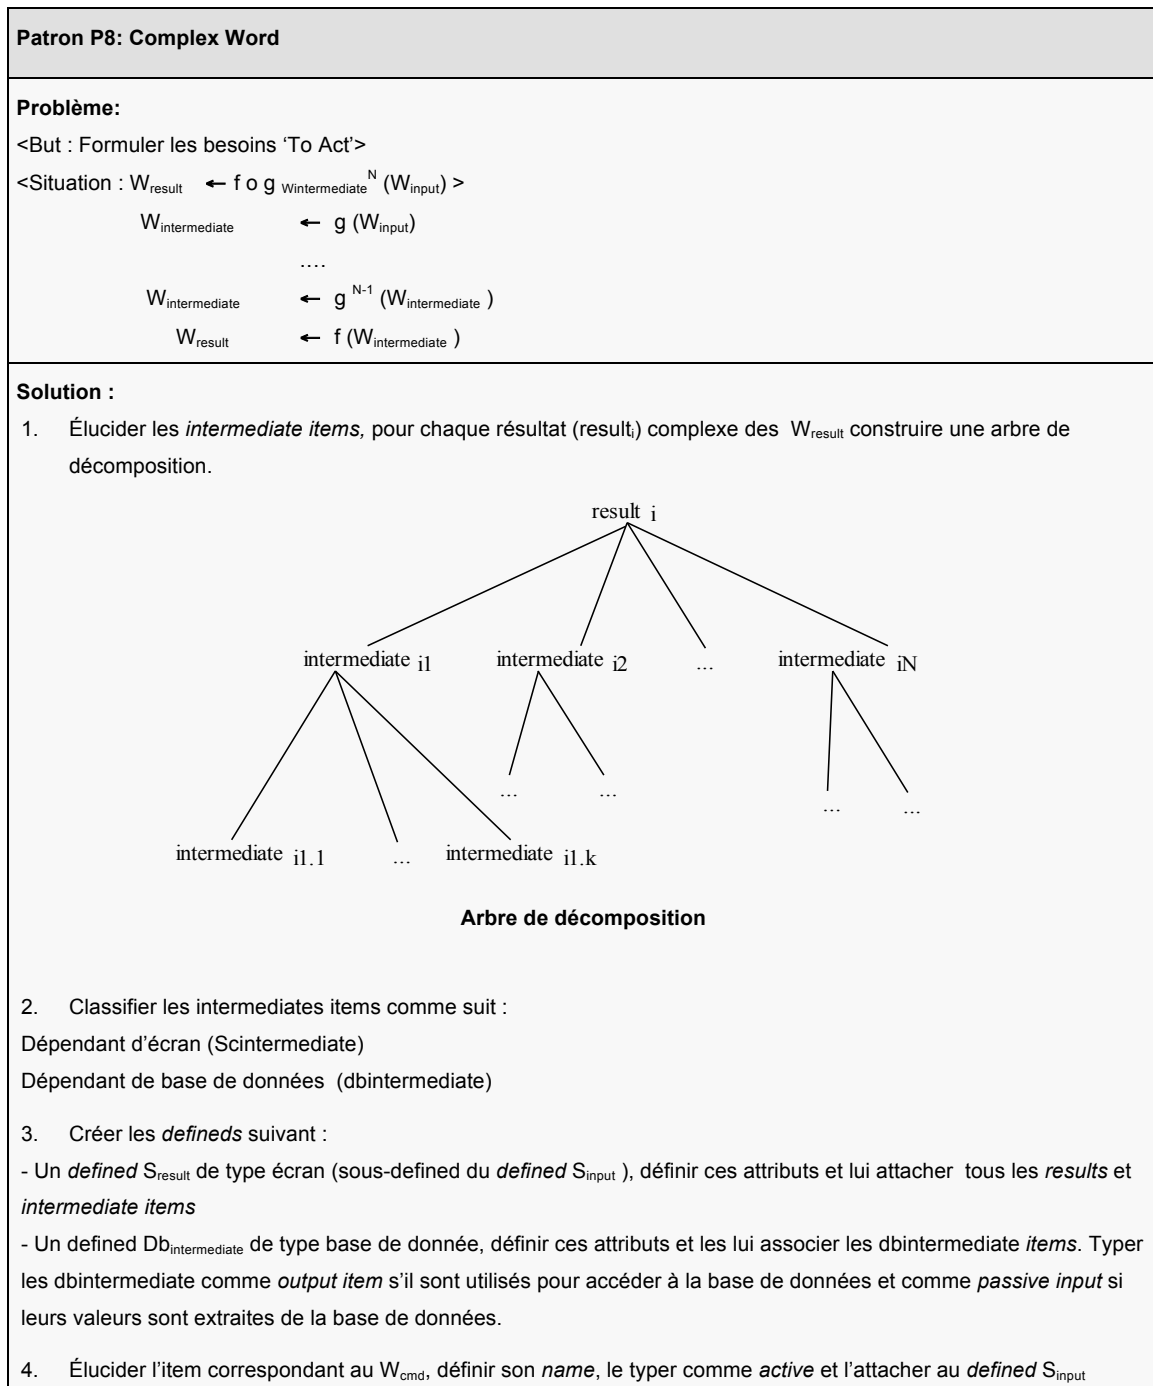 Patron P8: Complex Word
Problème:
<But : Formuler les besoins ‘To Act’>
<Situation : Wresult ← f o g Wintermediate^N (Winput) >
Wintermediate ← g (Winput)
....
Wintermediate ← g^N-1 (Wintermediate )
Wresult ← f (Wintermediate )
Solution :
1. Élucider les intermediate items, pour chaque résultat (resulti) complexe des Wresult construire une arbre de
décomposition.
result i
intermediate i1 intermediate i2 ... intermediate iN
... ... ... ...
intermediate i1.1 ... intermediate i1.k
Arbre de décomposition
2. Classifier les intermediates items comme suit :
Dépendant d’écran (Scintermediate)
Dépendant de base de données (dbintermediate)
3. Créer les defineds suivant :
- Un defined Sresult de type écran (sous-defined du defined Sinput ), définir ces attributs et lui attacher tous les results et
intermediate items
- Un defined Dbintermediate de type base de donnée, définir ces attributs et les lui associer les dbintermediate items. Typer
les dbintermediate comme output item s’il sont utilisés pour accéder à la base de données et comme passive input si
leurs valeurs sont extraites de la base de données.
4. Élucider l’item correspondant au Wcmd, définir son name, le typer comme active et l’attacher au defined Sinput